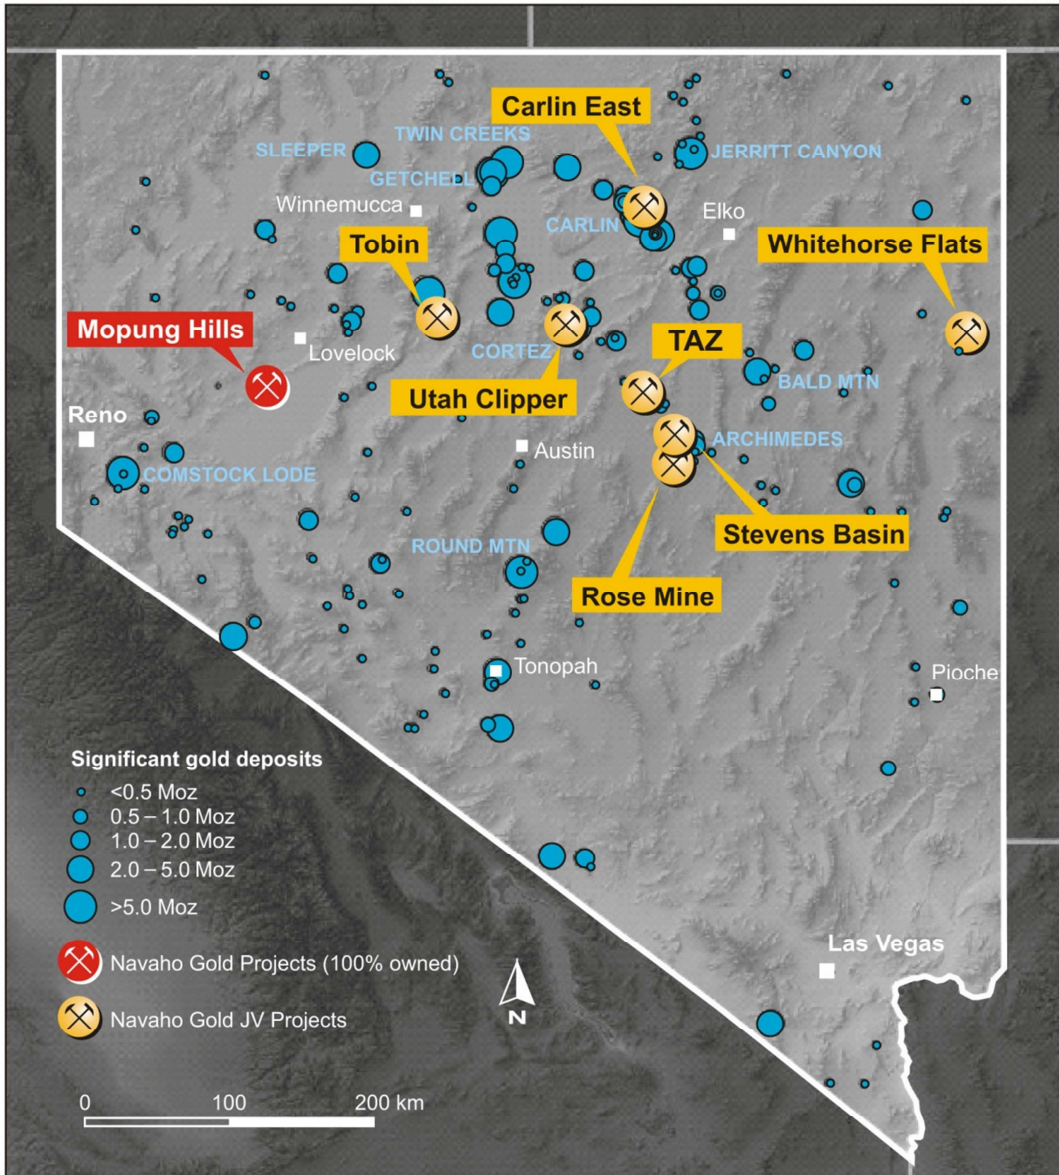 Carlin East
TWIN CREEKS
SLEEPER
JERRITT CANYON
GETCHELL
Winnemucca
CARLIN
Elko
Tobin
Whitehorse Flats
Mopung Hills
Lovelock
CORTEZ
TAZ
BALD MTN
Utah Clipper
Reno
Austin
ARCHIMEDES
COMSTOCK LODE
Stevens Basin
ROUND MTN
Rose Mine
Tonopah
Pioche
Significant gold deposits
<0.5 Moz
0.5 – 1.0 Moz
1.0 – 2.0 Moz
2.0 – 5.0 Moz
>5.0 Moz
Las Vegas
Navaho Gold Projects (100% owned)
Navaho Gold JV Projects
N
0 100 200 km